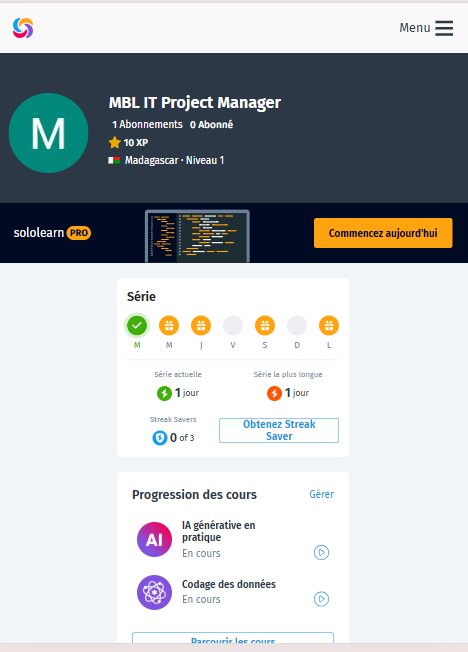 Menu
M
MBL IT Project Manager
1 Abonnements 0 Abonné
10 XP
Madagascar • Niveau 1
sololearn PRO
Commencez aujourd'hui
Série
M M J V S D L
Série actuelle
1 jour
Série la plus longue
1 jour
Streak Savers
0 of 3
Obtenez Streak
Saver
Progression des cours
Gérer
AI
IA générative en
pratique
En cours
Codage des données
En cours
Parcourir les cours